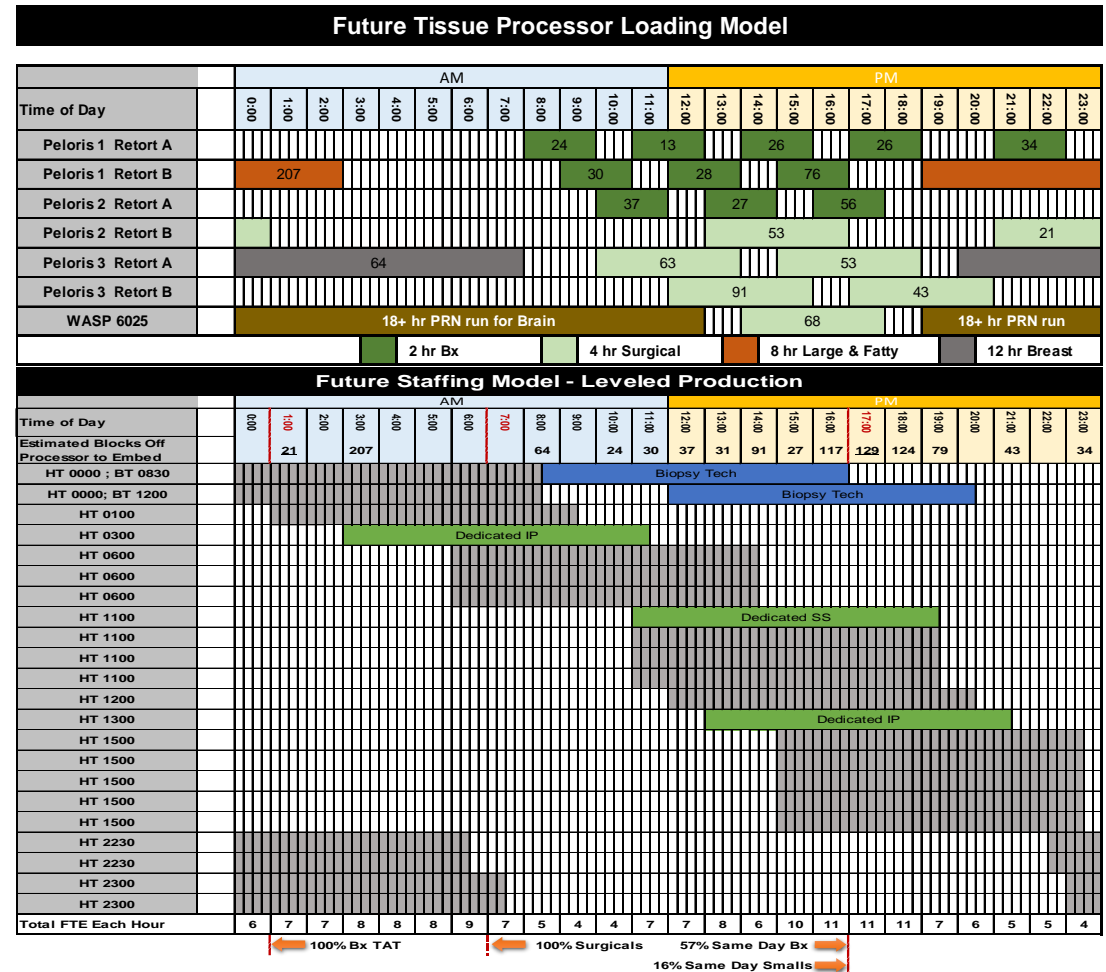 Future Tissue Processor Loading Model
AM PM
Time of Day 0:00 1:00 2:00 3:00 4:00 5:00 6:00 7:00 8:00 9:00 10:00 11:00 12:00 13:00 14:00 15:00 16:00 17:00 18:00 19:00 20:00 21:00 22:00 23:00
Peloris 1 Retort A 24 13 26 26 34
Peloris 1 Retort B 207 30 28 76
Peloris 2 Retort A 37 27 56
Peloris 2 Retort B 53 21
Peloris 3 Retort A 64 63 53
Peloris 3 Retort B 91 43
WASP 6025 18+ hr PRN run for Brain 68 18+ hr PRN run
2 hr Bx 4 hr Surgical 8 hr Large & Fatty 12 hr Breast
Future Staffing Model - Leveled Production
AM PM
Time of Day 0:00 1:00 2:00 3:00 4:00 5:00 6:00 7:00 8:00 9:00 10:00 11:00 12:00 13:00 14:00 15:00 16:00 17:00 18:00 19:00 20:00 21:00 22:00 23:00
Estimated Blocks Off
Processor to Embed 21 207 64 24 30 37 31 91 27 117 129 124 79 43 34
HT 0000 ; BT 0830 Biopsy Tech
HT 0000; BT 1200 Biopsy Tech
HT 0100
HT 0300 Dedicated IP
HT 0600
HT 0600
HT 0600
HT 1100 Dedicated SS
HT 1100
HT 1100
HT 1100
HT 1200
HT 1300 Dedicated IP
HT 1500
HT 1500
HT 1500
HT 1500
HT 1500
HT 2230
HT 2230
HT 2300
HT 2300
Total FTE Each Hour 6 7 7 8 8 8 9 7 5 4 4 7 7 8 6 10 11 11 11 7 6 5 5 4
100% Bx TAT 100% Surgicals 57% Same Day Bx
16% Same Day Smalls